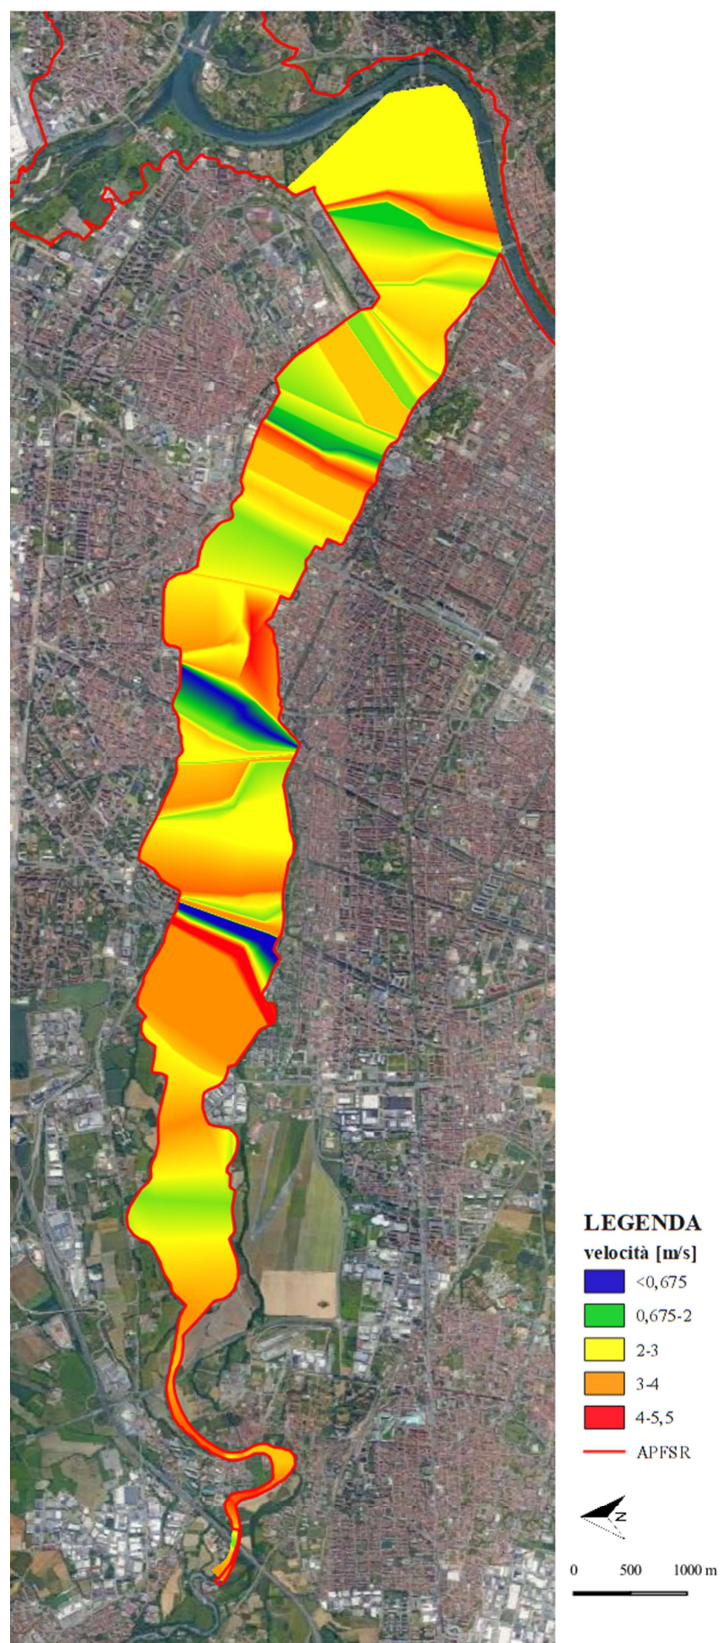 LEGENDA
velocità [m/s]
<0,675
0,675-2
2-3
3-4
4-5,5
APFSR
N
0 500 1000 m